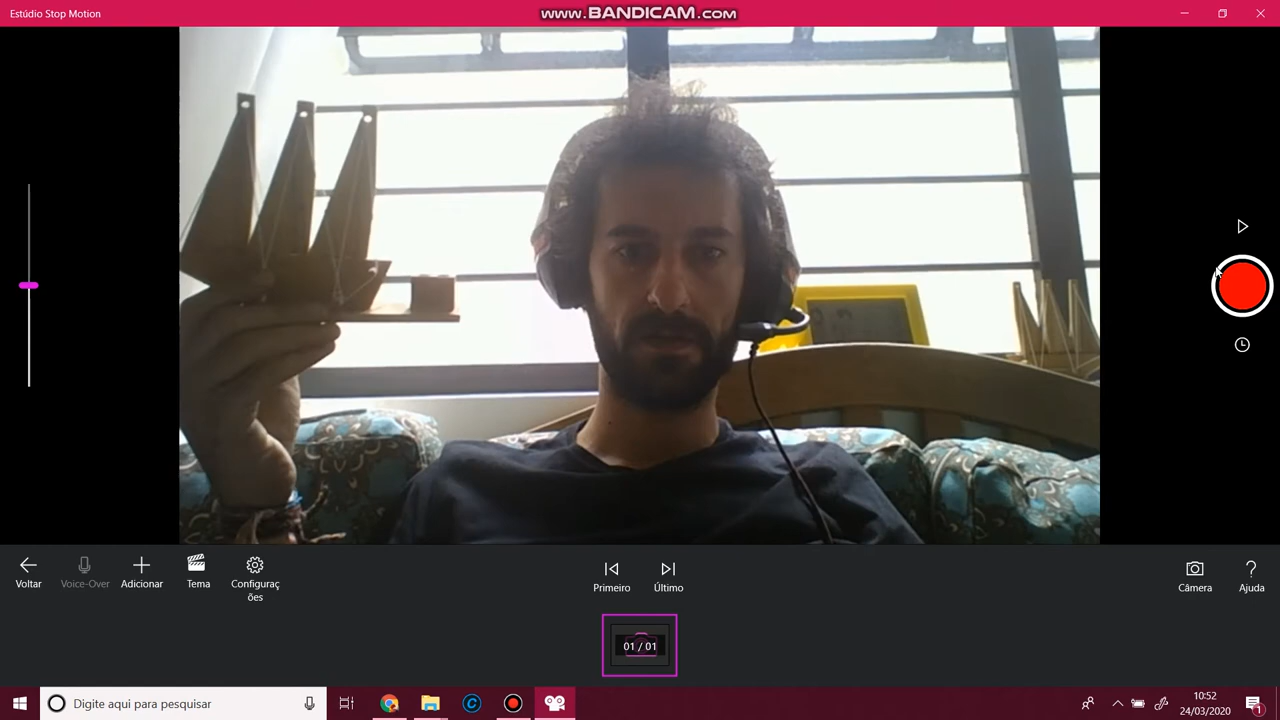 Estúdio Stop Motion
www.BANDICAM.com
Voltar
Voice-Over
Adicionar
Tema
Configuraç
ões
Primeiro
Último
Câmera
? Ajuda
01 / 01
Digite aqui para pesquisar
10:52
24/03/2020
1